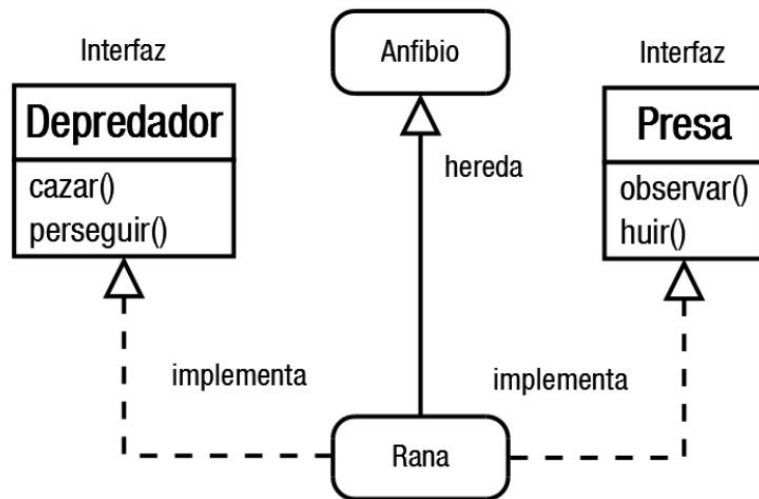 Interfaz
Depredador
cazar()
perseguir()
Anfibio
hereda
Interfaz
Presa
observar()
huir()
implementa
implementa
Rana